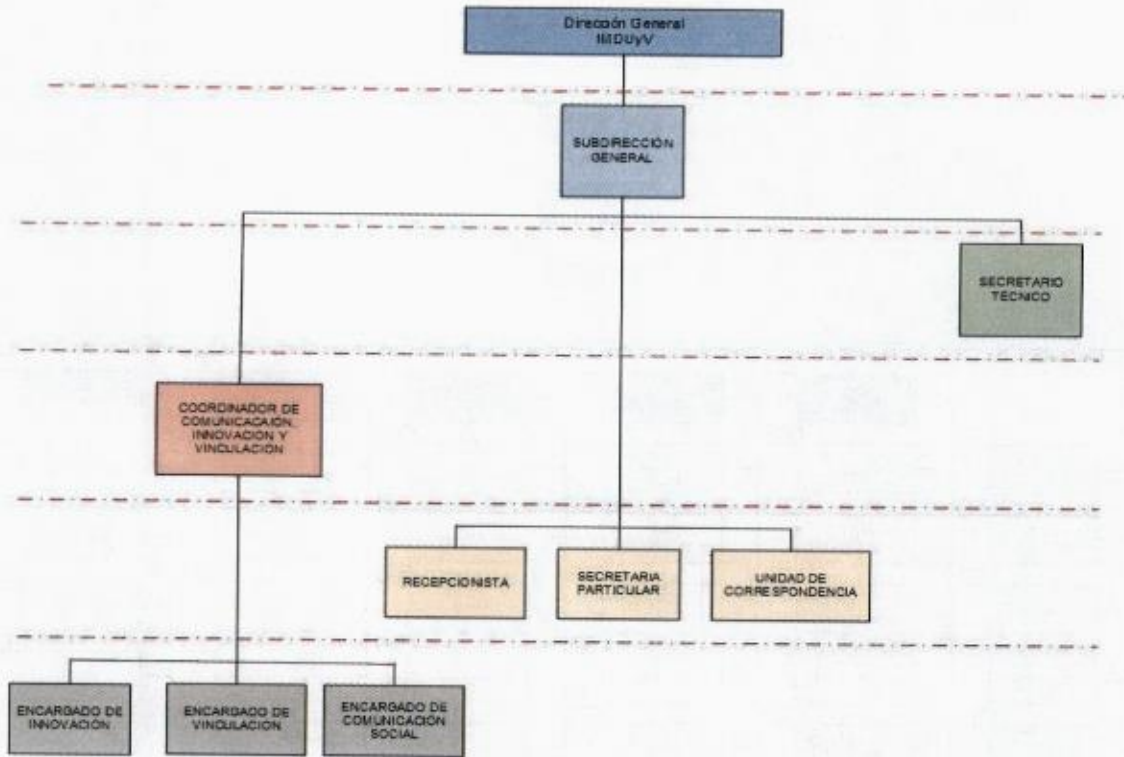 Dirección General
IMDUyV
SUBDIRECCIÓN
GENERAL
SECRETARIO
TÉCNICO
COORDINADOR DE
COMUNICACAIÓN,
INNOVACION Y
VINCULACIÓN
RECEPCIONISTA
SECRETARIA
PARTICULAR
UNIDAD DE
CORRESPONDENCIA
ENCARGADO DE
INNOVACIÓN
ENCARGADO DE
VINCULACION
ENCARGADO DE
COMUNICACIÓN
SOCIAL